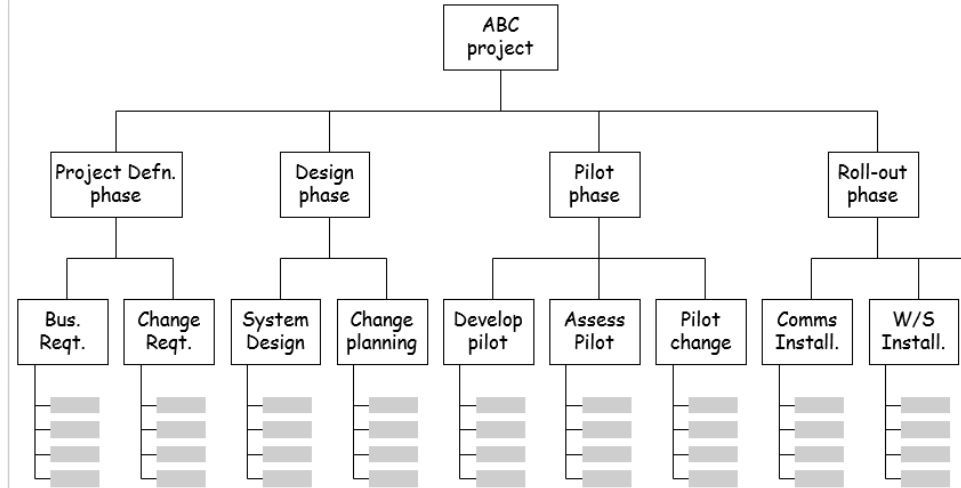 ABC
project
Project Defn.
phase
Design
phase
Pilot
phase
Roll-out
phase
Bus.
Reqt.
Change
Reqt.
System
Design
Change
planning
Develop
pilot
Assess
Pilot
Pilot
change
Comms
Install.
W/S
Install.